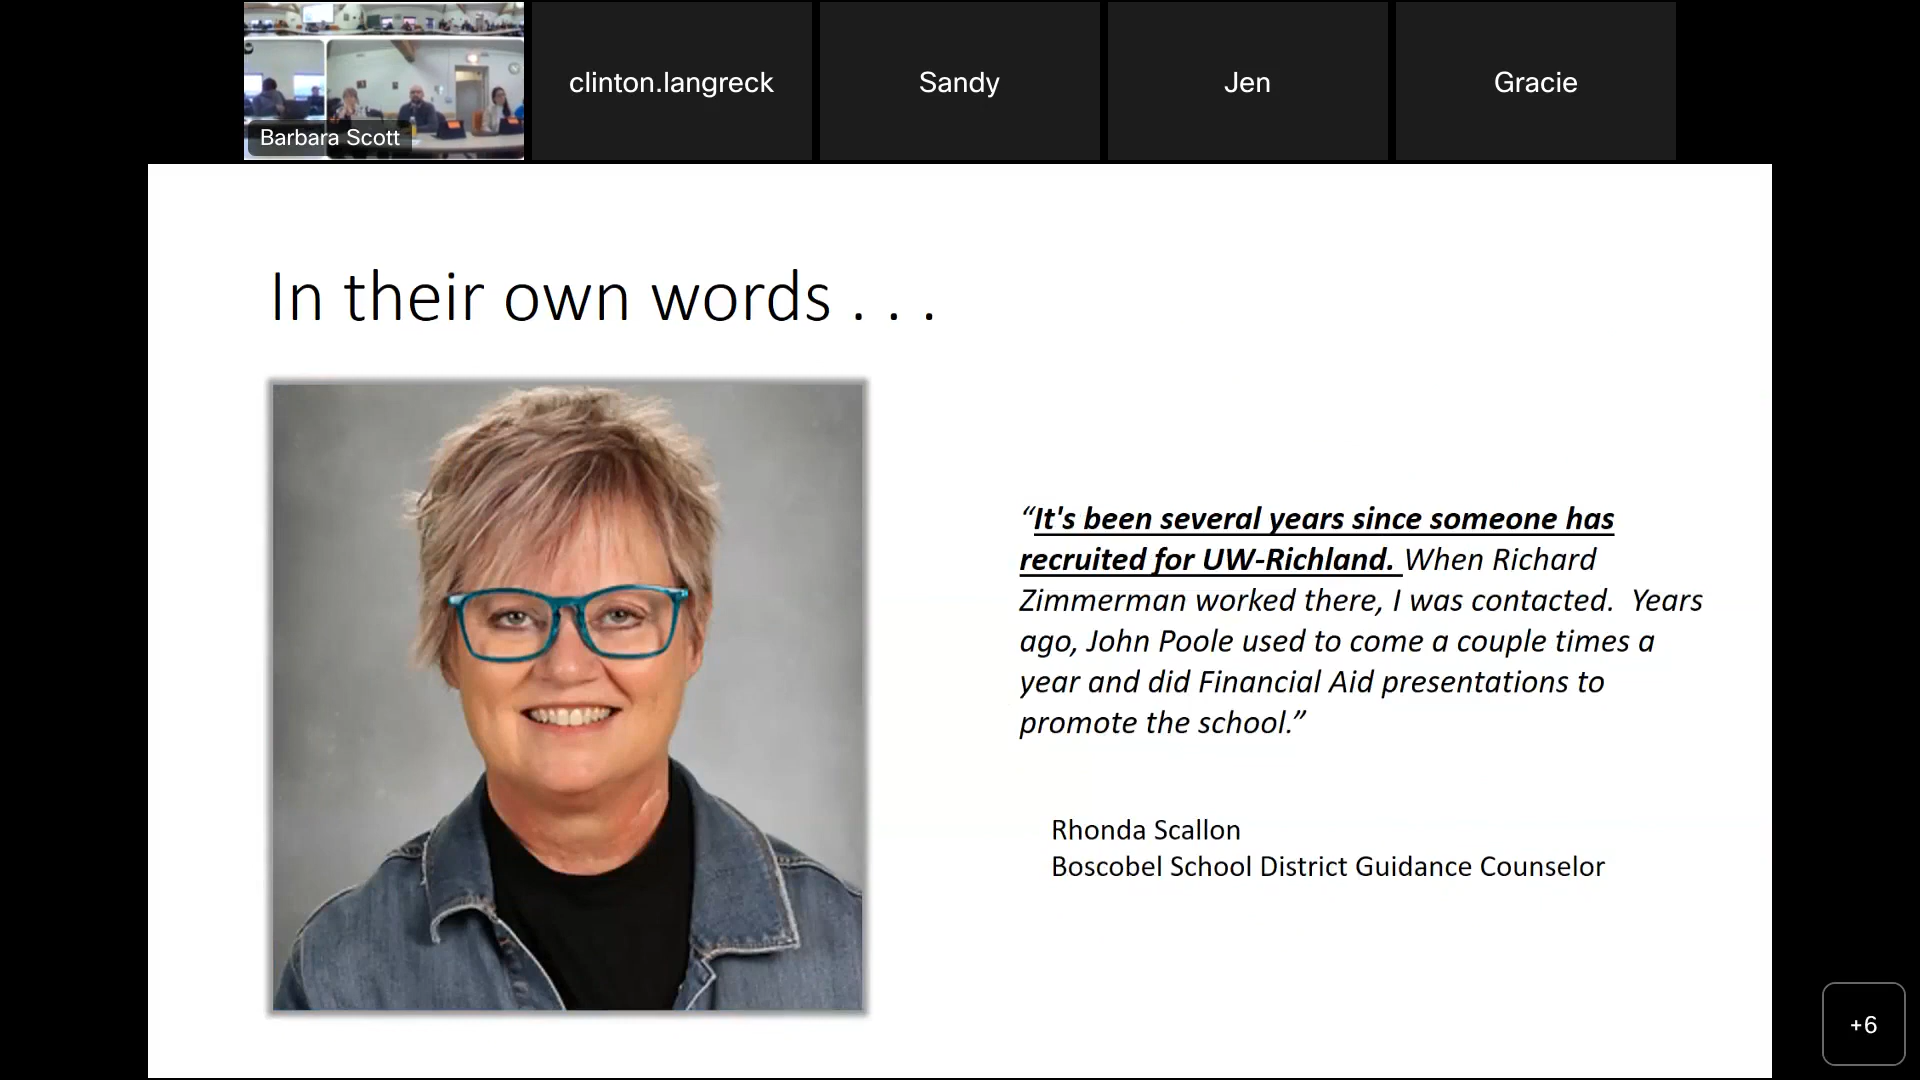 Barbara Scott
clinton.langreck
Sandy
Jen
Gracie
In their own words . . .
“It's been several years since someone has
recruited for UW-Richland. When Richard
Zimmerman worked there, I was contacted.  Years
ago, John Poole used to come a couple times a
year and did Financial Aid presentations to
promote the school.”
Rhonda Scallon
Boscobel School District Guidance Counselor
+6